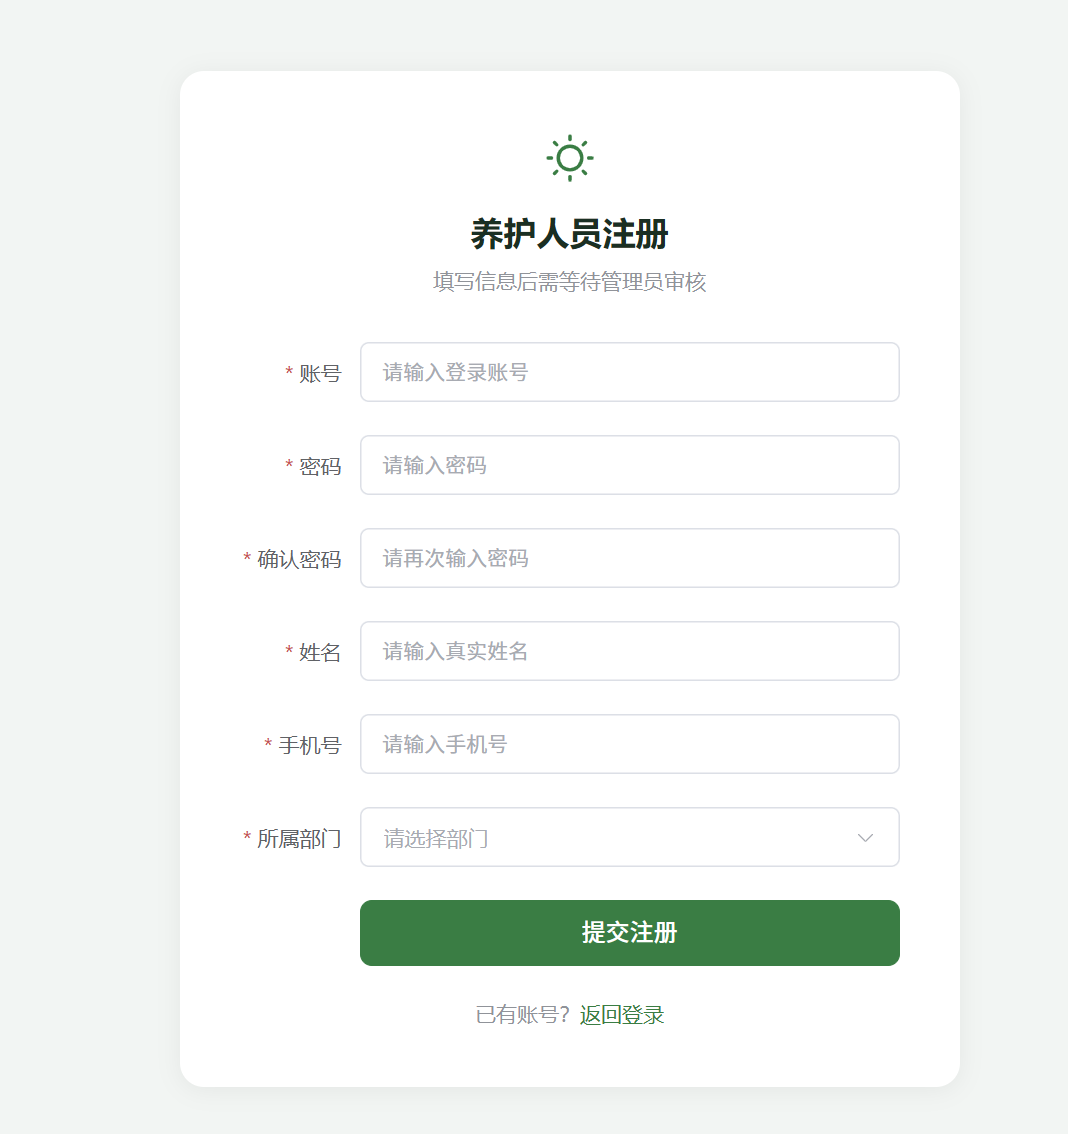 养护人员注册
填写信息后需等待管理员审核
* 账号 请输入登录账号
* 密码 请输入密码
* 确认密码 请再次输入密码
* 姓名 请输入真实姓名
* 手机号 请输入手机号
* 所属部门 请选择部门
提交注册
已有账号? 返回登录